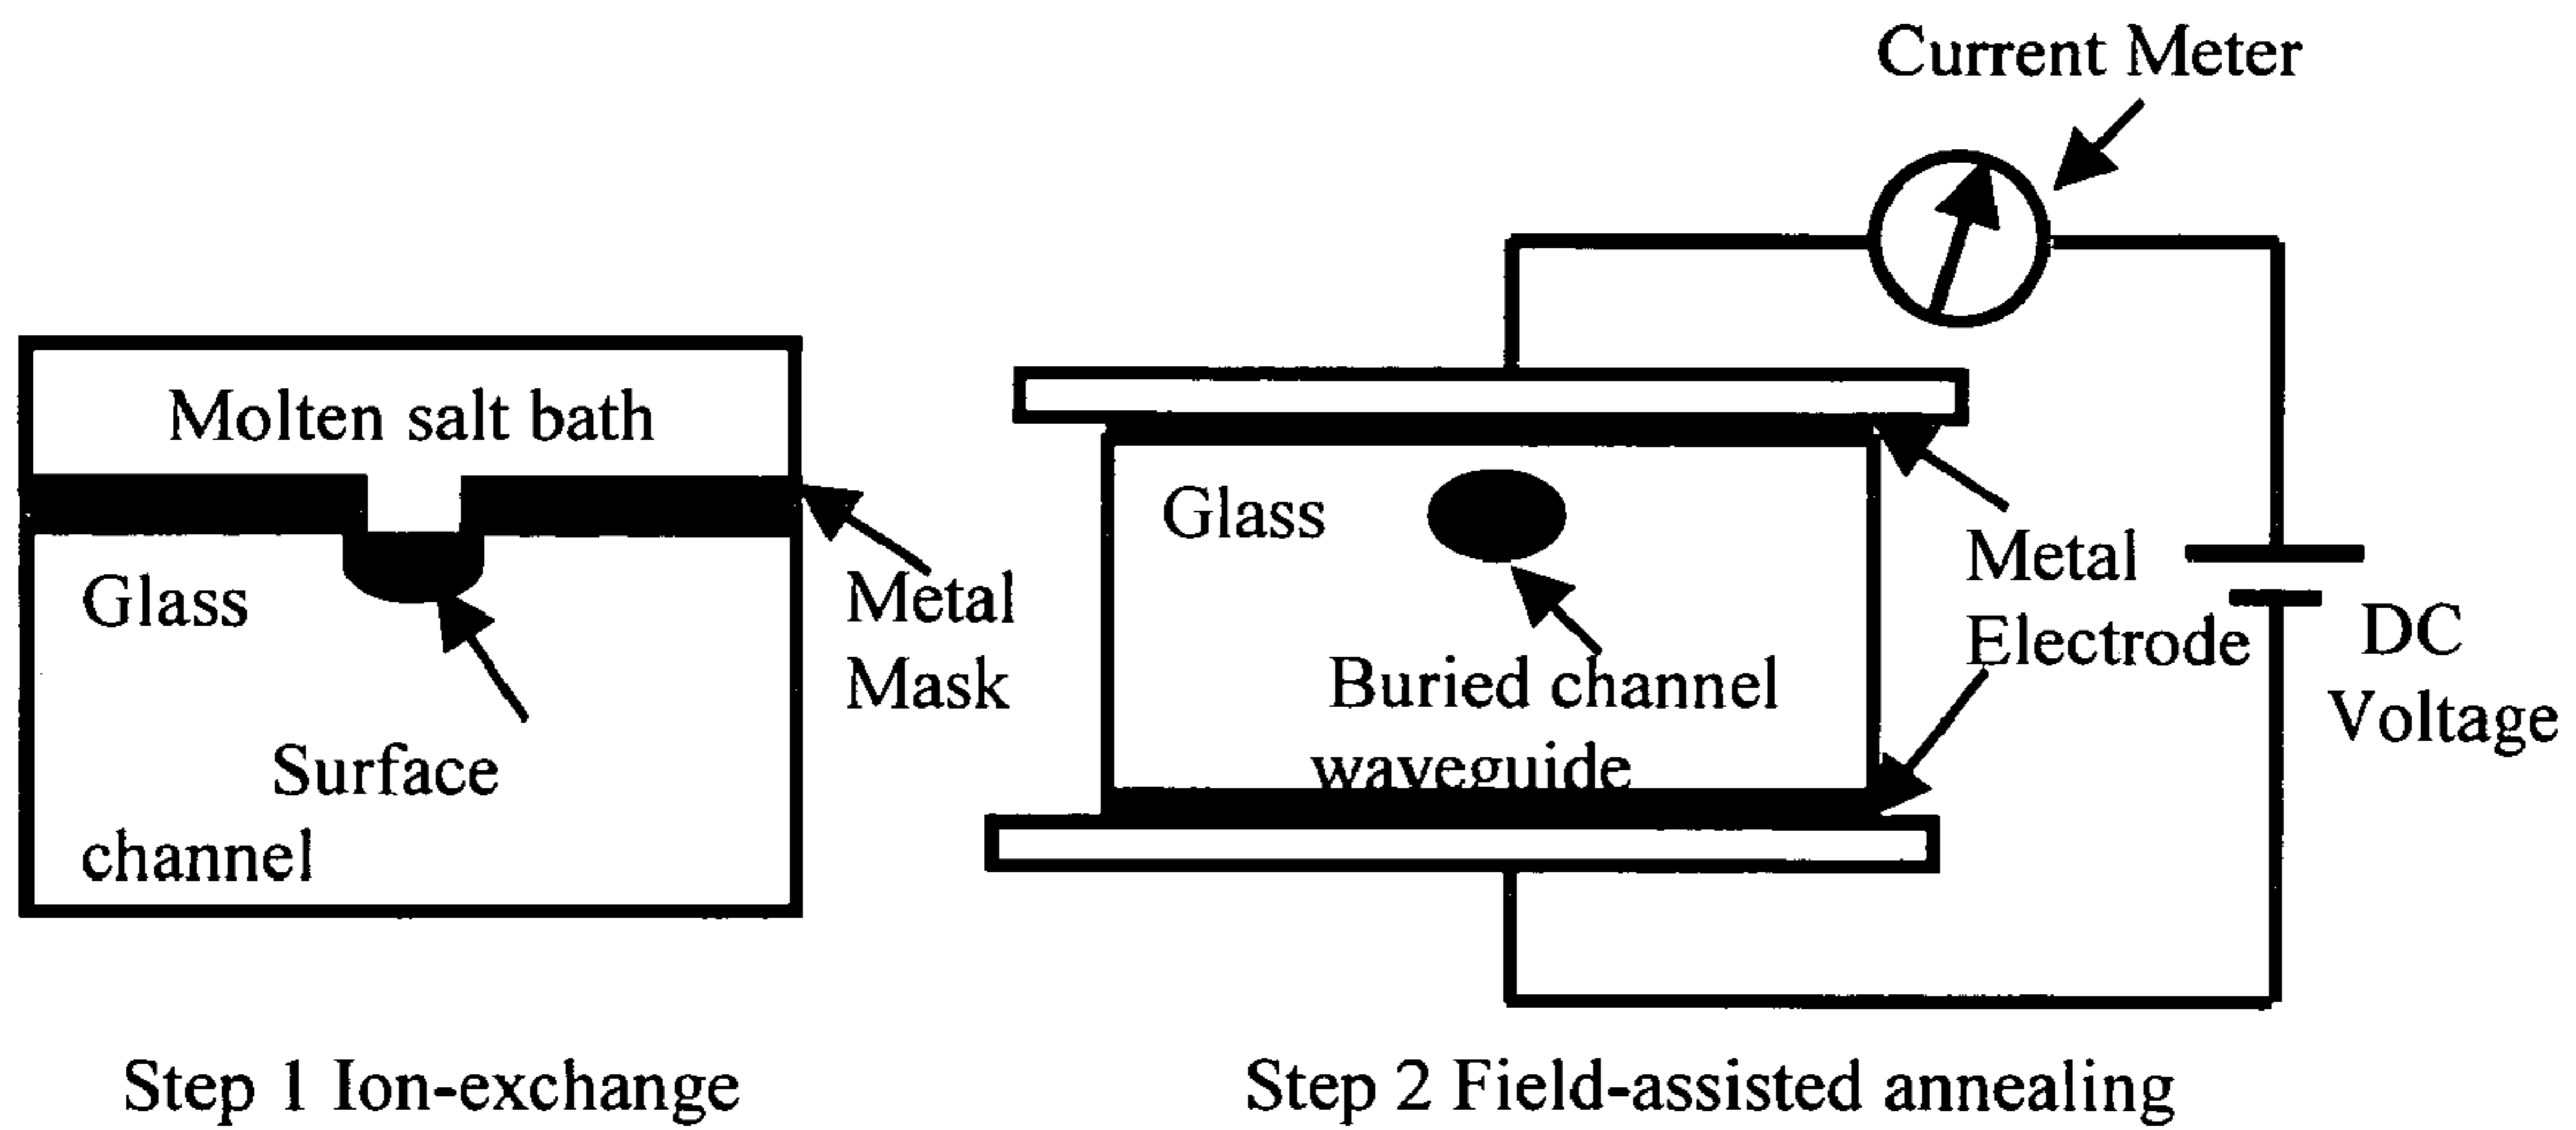 Current Meter
Molten salt bath
Glass
Metal
Mask
Surface
channel
Glass
Buried channel
waveguide
Metal
Electrode
DC
Voltage
Step 1 Ion-exchange
Step 2 Field-assisted annealing